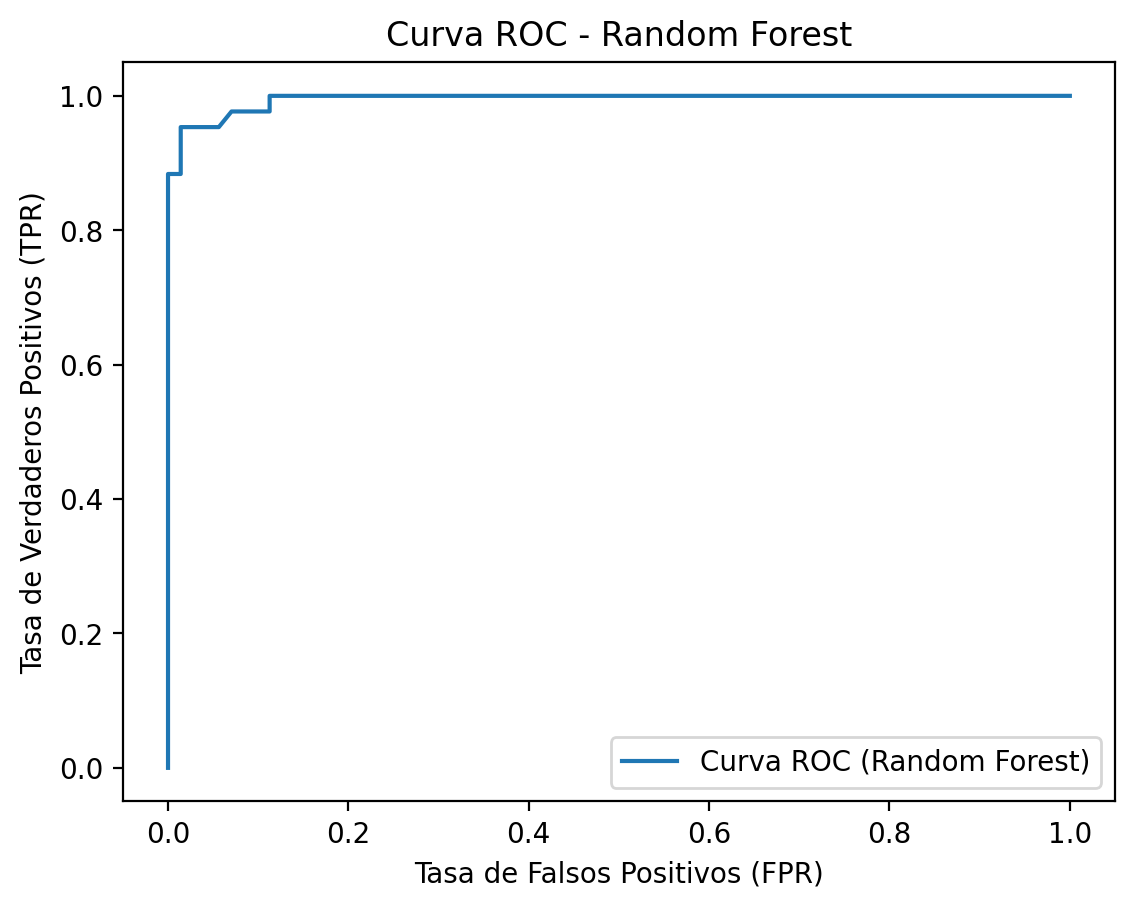 Curva ROC - Random Forest
Tasa de Verdaderos Positivos (TPR)
1.0
0.8
0.6
0.4
0.2
0.0
Curva ROC (Random Forest)
0.0 0.2 0.4 0.6 0.8 1.0
Tasa de Falsos Positivos (FPR)